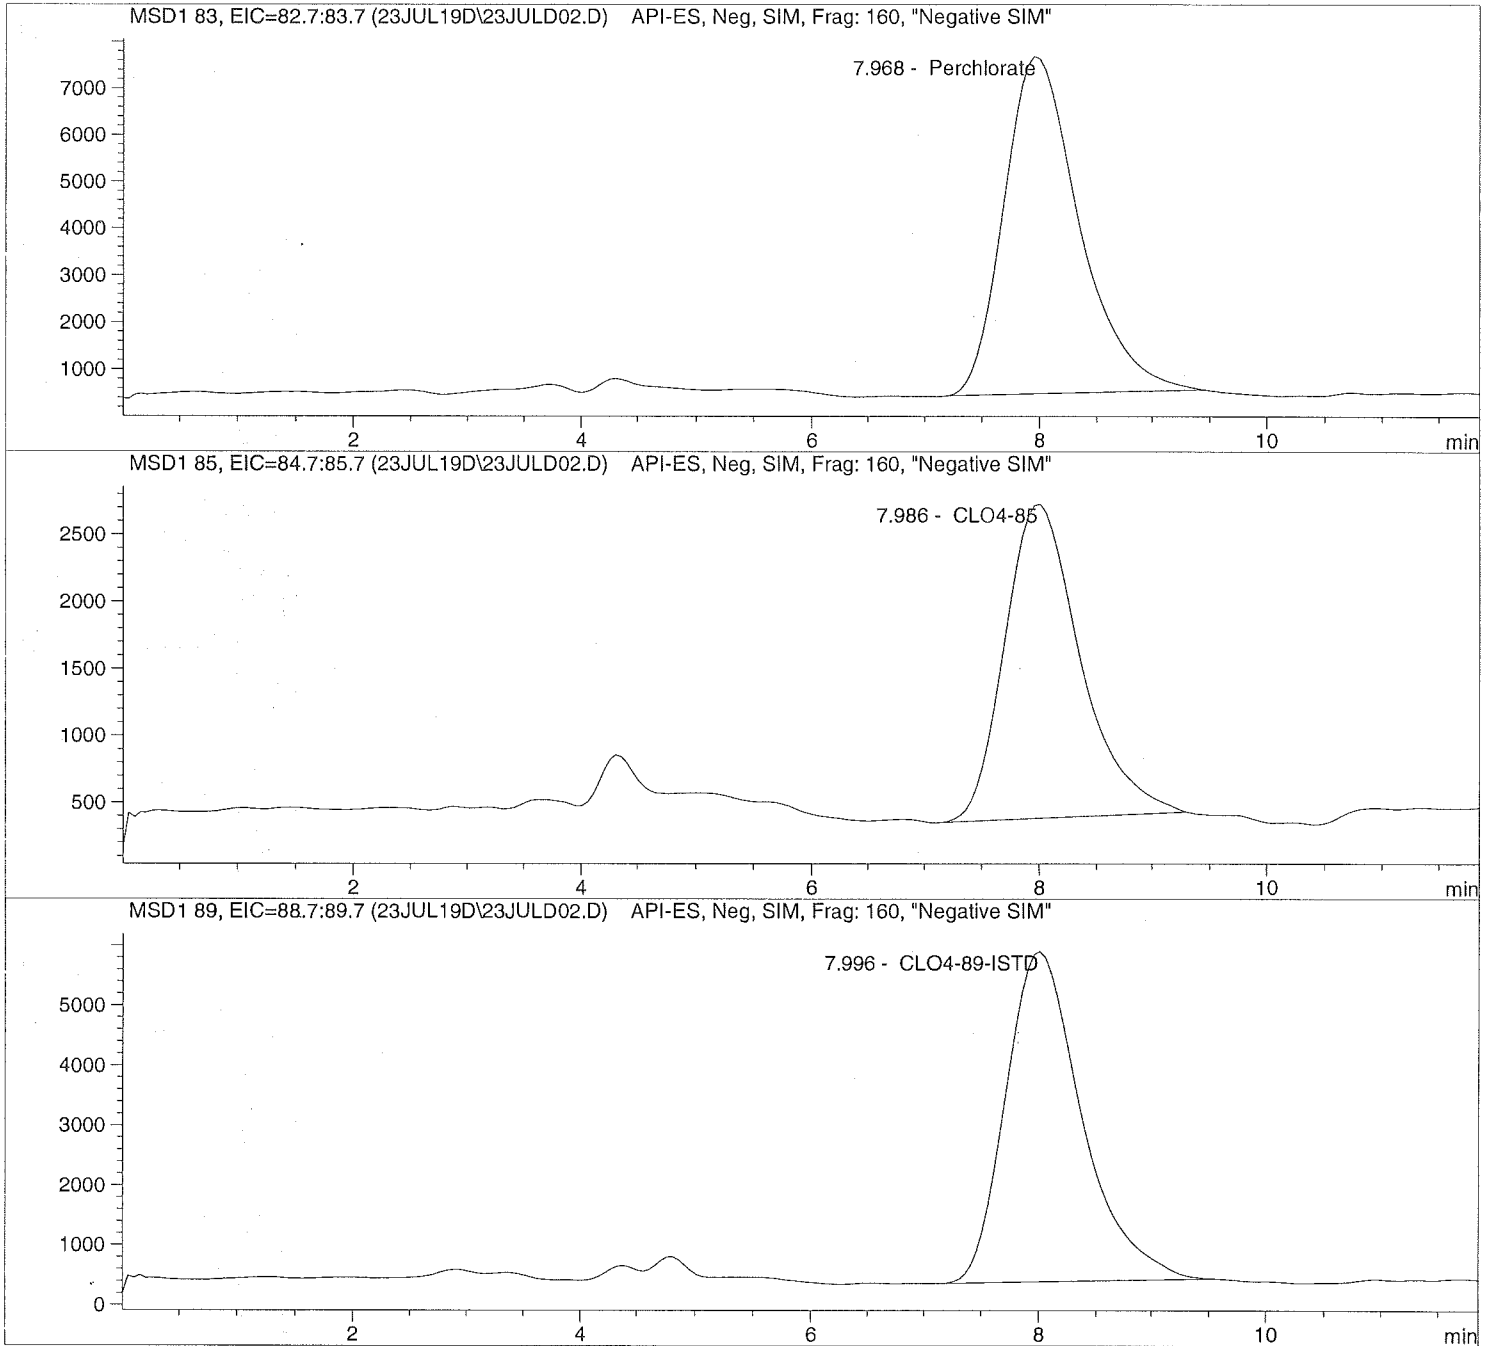 MSD1 83, EIC=82.7:83.7 (23JUL19D\23JULD02.D) API-ES, Neg, SIM, Frag: 160, "Negative SIM"
7.968 - Perchlorate
7000
6000
5000
4000
3000
2000
1000
2 4 6 8 10 min
MSD1 85, EIC=84.7:85.7 (23JUL19D\23JULD02.D) API-ES, Neg, SIM, Frag: 160, "Negative SIM"
7.986 - CLO4-85
2500
2000
1500
1000
500
2 4 6 8 10 min
MSD1 89, EIC=88.7:89.7 (23JUL19D\23JULD02.D) API-ES, Neg, SIM, Frag: 160, "Negative SIM"
7.996 - CLO4-89-ISTD
5000
4000
3000
2000
1000
0
2 4 6 8 10 min